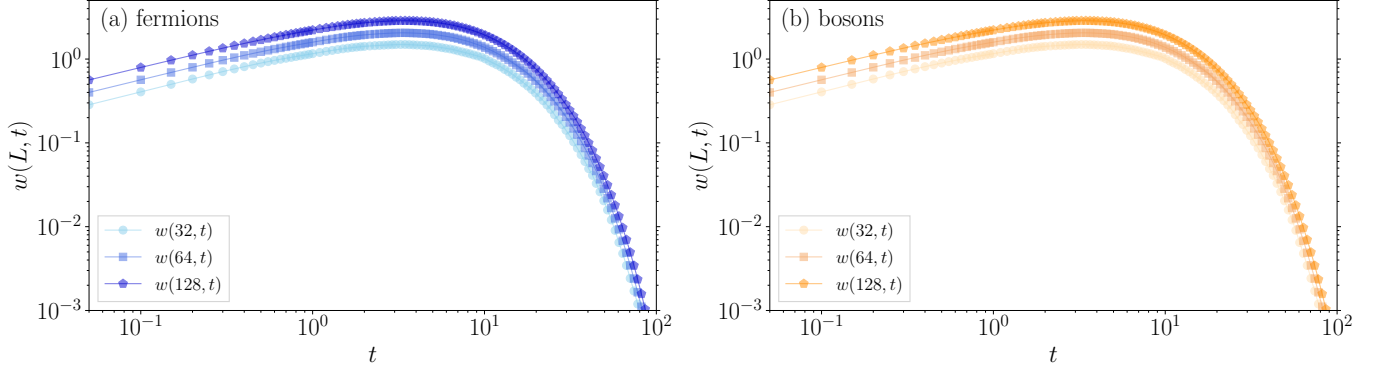 (a) fermions
w(L, t)
10^0
10^{-1}
10^{-2}
10^{-3}
w(32, t)
w(64, t)
w(128, t)
10^{-1} 10^0 10^1 10^2
t
(b) bosons
w(L, t)
10^0
10^{-1}
10^{-2}
10^{-3}
w(32, t)
w(64, t)
w(128, t)
10^{-1} 10^0 10^1 10^2
t